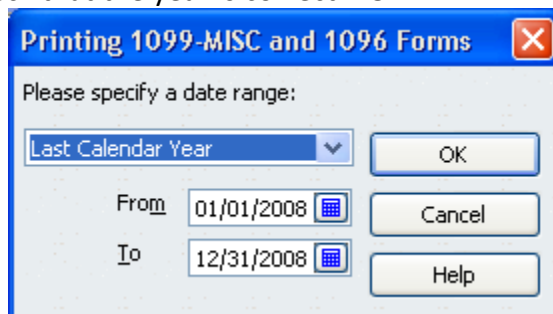 Printing 1099-MISC and 1096 Forms
Please specify a date range:
Last Calendar Year
OK
From 01/01/2008
Cancel
To 12/31/2008
Help